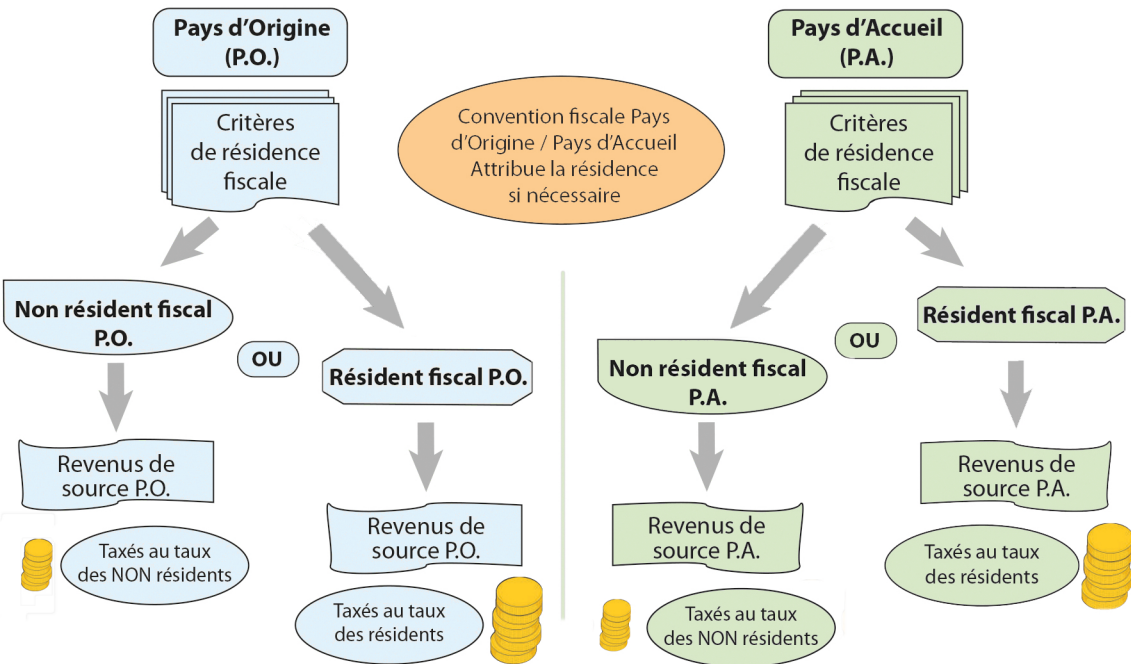 Pays d'Origine
(P.O.)
Pays d'Accueil
(P.A.)
Convention fiscale Pays
d'Origine / Pays d'Accueil
Attribue la résidence
si nécessaire
Critères
de résidence
fiscale
Critères
de résidence
fiscale
Non résident fiscal
P.O.
OU
Résident fiscal P.O.
Non résident fiscal
P.A.
OU
Résident fiscal P.A.
Revenus de
source P.O.
Revenus de
source P.O.
Revenus de
source P.A.
Revenus de
source P.A.
Taxés au taux
des NON résidents
Taxés au taux
des résidents
Taxés au taux
des NON résidents
Taxés au taux
des résidents